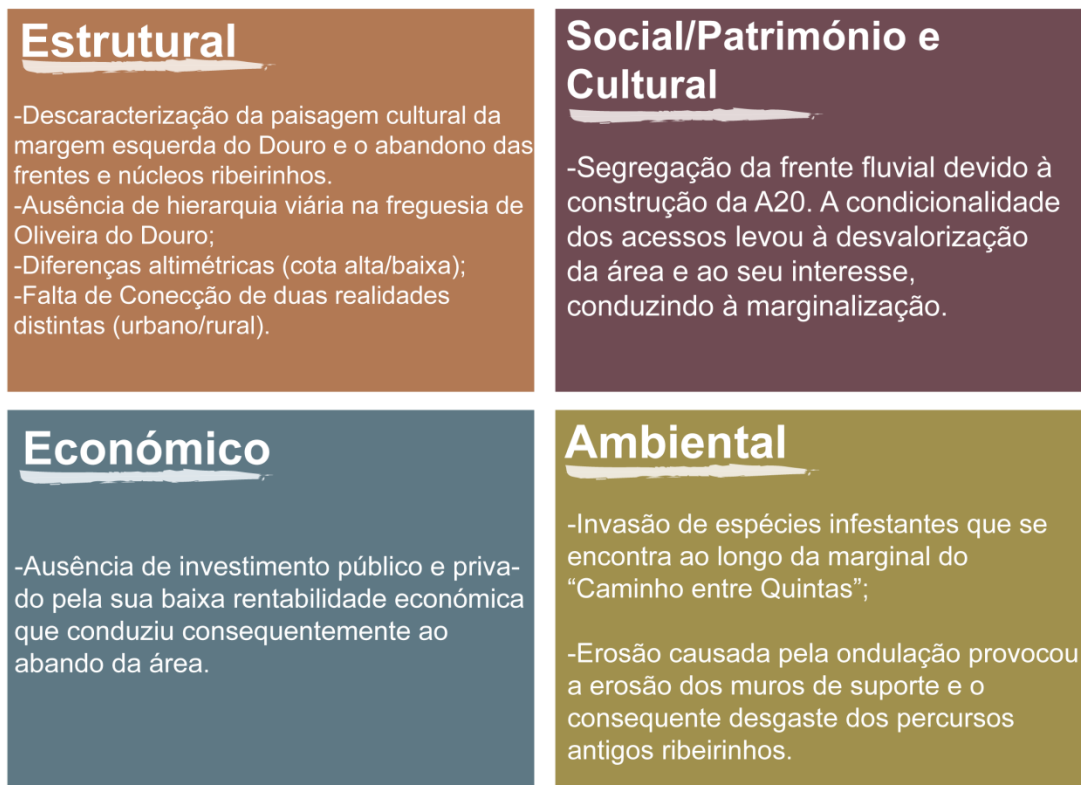 Estrutural
-Descaracterização da paisagem cultural da
margem esquerda do Douro e o abandono das
frentes e núcleos ribeirinhos.
-Ausência de hierarquia viária na freguesia de
Oliveira do Douro;
-Diferenças altimétricas (cota alta/baixa);
-Falta de Conecção de duas realidades
distintas (urbano/rural).
Social/Património e
Cultural
-Segregação da frente fluvial devido à
construção da A20. A condicionalidade
dos acessos levou à desvalorização
da área e ao seu interesse,
conduzindo à marginalização.
Económico
-Ausência de investimento público e priva-
do pela sua baixa rentabilidade económica
que conduziu consequentemente ao
abando da área.
Ambiental
-Invasão de espécies infestantes que se
encontra ao longo da marginal do
“Caminho entre Quintas”;
-Erosão causada pela ondulação provocou
a erosão dos muros de suporte e o
consequente desgaste dos percursos
antigos ribeirinhos.